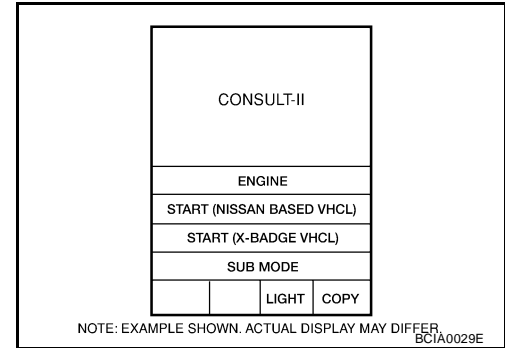 CONSULT-II
ENGINE
START (NISSAN BASED VHCL)
START (X-BADGE VHCL)
SUB MODE
LIGHT COPY
NOTE: EXAMPLE SHOWN. ACTUAL DISPLAY MAY DIFFER.
BCIA0029E